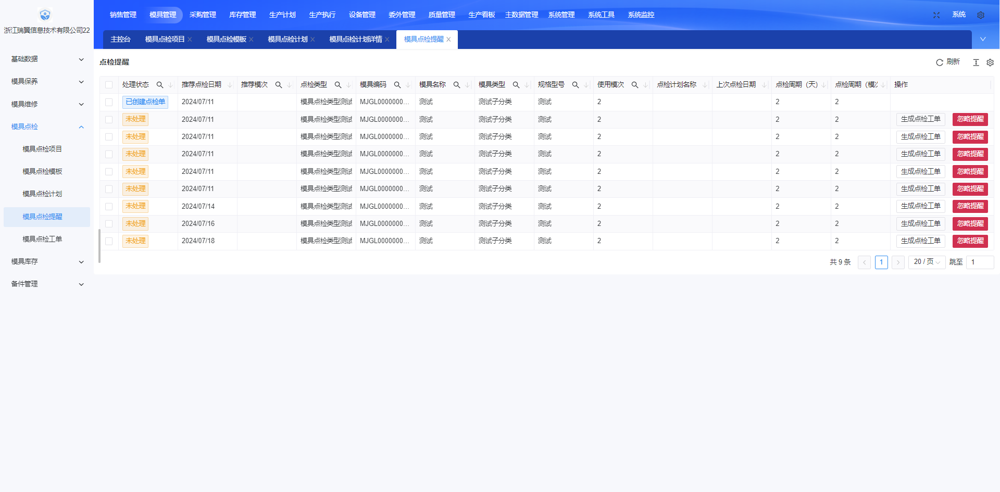 浙江瑞翼信息技术有限公司22
销售管理 模具管理 采购管理 库存管理 生产计划 生产执行 设备管理 委外管理 质量管理 生产看板 主数据管理 系统管理 系统工具 系统监控 系统
主控台 模具点检项目 模具点检模板 模具点检计划 模具点检计划详情 模具点检提醒
基础数据
模具保养
模具维修
模具点检
模具点检项目
模具点检模板
模具点检计划
模具点检提醒
模具点检工单
模具库存
备件管理
点检提醒 刷新
处理状态 推荐点检日期 推荐模次 点检类型 模具编码 模具名称 模具类型 规格型号 使用模次 点检计划名称 上次点检日期 点检周期（天） 点检周期（模 操作
已创建点检单 2024/07/11 模具点检类型测试 MJGL0000000... 测试 测试子分类 测试 2 2 2
未处理 2024/07/11 模具点检类型测试 MJGL0000000... 测试 测试子分类 测试 2 2 2 生成点检工单 忽略提醒
未处理 2024/07/11 模具点检类型测试 MJGL0000000... 测试 测试子分类 测试 2 2 2 生成点检工单 忽略提醒
未处理 2024/07/11 模具点检类型测试 MJGL0000000... 测试 测试子分类 测试 2 2 2 生成点检工单 忽略提醒
未处理 2024/07/11 模具点检类型测试 MJGL0000000... 测试 测试子分类 测试 2 2 2 生成点检工单 忽略提醒
未处理 2024/07/11 模具点检类型测试 MJGL0000000... 测试 测试子分类 测试 2 2 2 生成点检工单 忽略提醒
未处理 2024/07/14 模具点检类型测试 MJGL0000000... 测试 测试子分类 测试 2 2 2 生成点检工单 忽略提醒
未处理 2024/07/16 模具点检类型测试 MJGL0000000... 测试 测试子分类 测试 2 2 2 生成点检工单 忽略提醒
未处理 2024/07/18 模具点检类型测试 MJGL0000000... 测试 测试子分类 测试 2 2 2 生成点检工单 忽略提醒
共 9 条 1 20 / 页 跳至 1